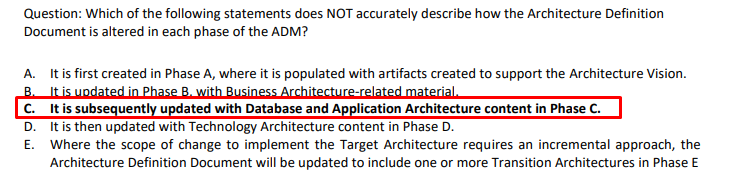 Question: Which of the following statements does NOT accurately describe how the Architecture Definition
Document is altered in each phase of the ADM?
A. It is first created in Phase A, where it is populated with artifacts created to support the Architecture Vision.
B. It is updated in Phase B, with Business Architecture-related material.
C. It is subsequently updated with Database and Application Architecture content in Phase C.
D. It is then updated with Technology Architecture content in Phase D.
E. Where the scope of change to implement the Target Architecture requires an incremental approach, the
Architecture Definition Document will be updated to include one or more Transition Architectures in Phase E